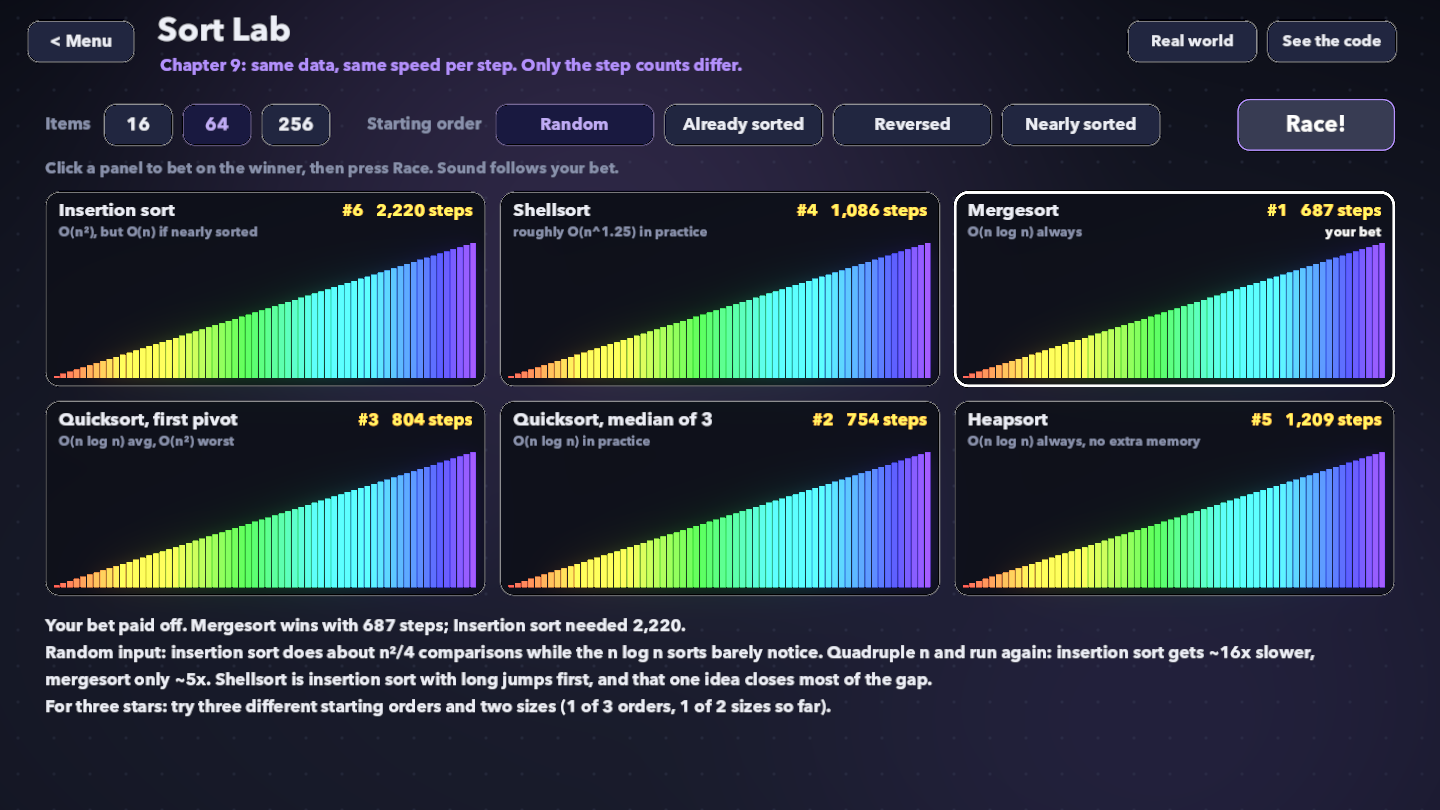 < Menu
Sort Lab
Real world
See the code
Chapter 9: same data, same speed per step. Only the step counts differ.
Items 16 64 256 Starting order Random Already sorted Reversed Nearly sorted Race!
Click a panel to bet on the winner, then press Race. Sound follows your bet.
Insertion sort #6 2,220 steps
O(n²), but O(n) if nearly sorted
Shellsort #4 1,086 steps
roughly O(n^1.25) in practice
Mergesort #1 687 steps
O(n log n) always your bet
Quicksort, first pivot #3 804 steps
O(n log n) avg, O(n²) worst
Quicksort, median of 3 #2 754 steps
O(n log n) in practice
Heapsort #5 1,209 steps
O(n log n) always, no extra memory
Your bet paid off. Mergesort wins with 687 steps; Insertion sort needed 2,220.
Random input: insertion sort does about n²/4 comparisons while the n log n sorts barely notice. Quadruple n and run again: insertion sort gets ~16x slower,
mergesort only ~5x. Shellsort is insertion sort with long jumps first, and that one idea closes most of the gap.
For three stars: try three different starting orders and two sizes (1 of 3 orders, 1 of 2 sizes so far).